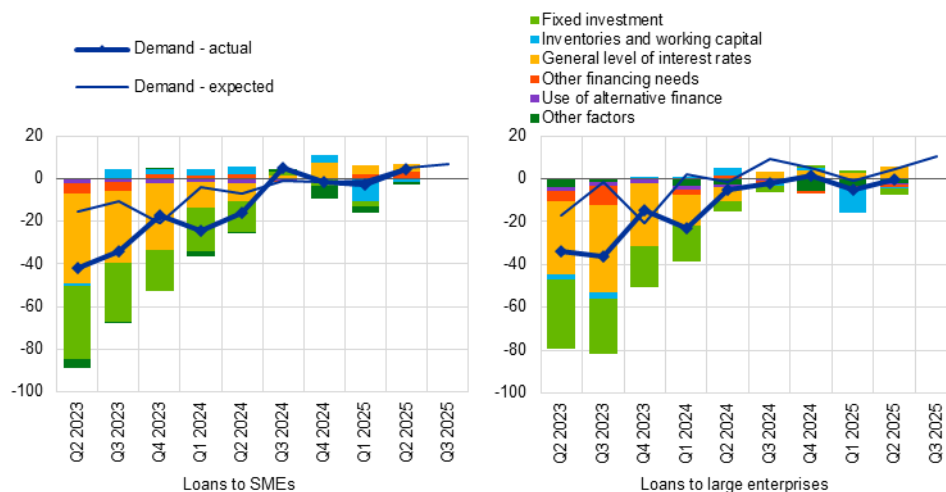 Demand - actual
Demand - expected
Fixed investment
Inventories and working capital
General level of interest rates
Other financing needs
Use of alternative finance
Other factors
20
0
-20
-40
-60
-80
-100
Q2 2023
Q3 2023
Q4 2023
Q1 2024
Q2 2024
Q3 2024
Q4 2024
Q1 2025
Q2 2025
Q3 2025
Loans to SMEs
20
0
-20
-40
-60
-80
-100
Q2 2023
Q3 2023
Q4 2023
Q1 2024
Q2 2024
Q3 2024
Q4 2024
Q1 2025
Q2 2025
Q3 2025
Loans to large enterprises